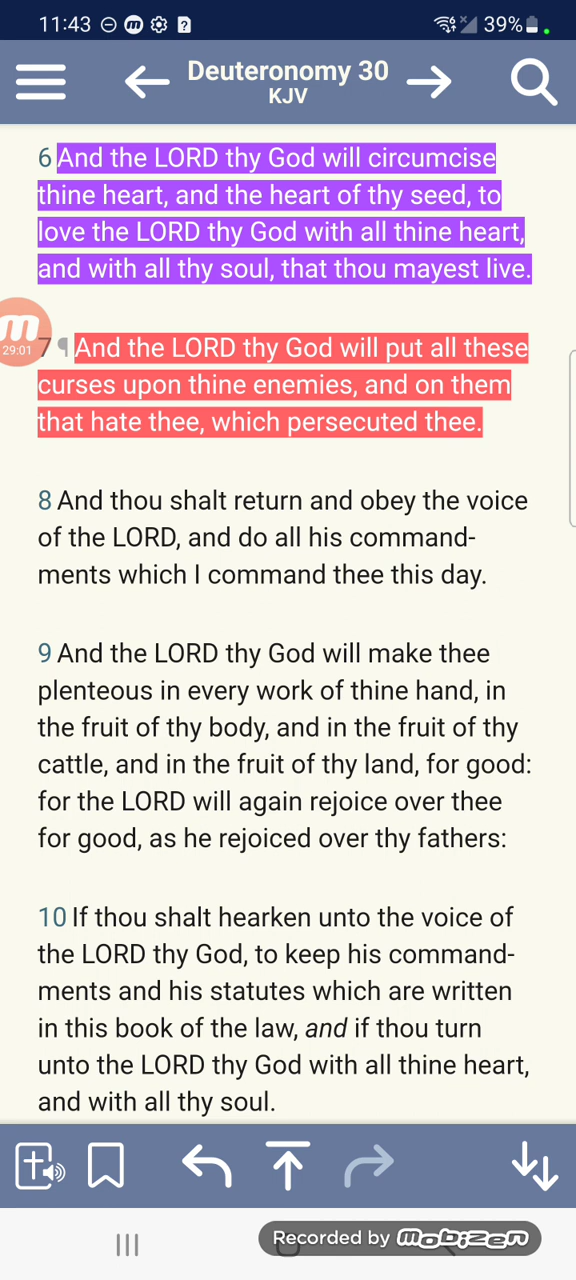 11:43 39%
Deuteronomy 30
KJV
6 And the LORD thy God will circumcise
thine heart, and the heart of thy seed, to
love the LORD thy God with all thine heart,
and with all thy soul, that thou mayest live.
29:01
7 ¶ And the LORD thy God will put all these
curses upon thine enemies, and on them
that hate thee, which persecuted thee.
8 And thou shalt return and obey the voice
of the LORD, and do all his command-
ments which I command thee this day.
9 And the LORD thy God will make thee
plenteous in every work of thine hand, in
the fruit of thy body, and in the fruit of thy
cattle, and in the fruit of thy land, for good:
for the LORD will again rejoice over thee
for good, as he rejoiced over thy fathers:
10 If thou shalt hearken unto the voice of
the LORD thy God, to keep his command-
ments and his statutes which are written
in this book of the law, and if thou turn
unto the LORD thy God with all thine heart,
and with all thy soul.
Recorded by mobizen